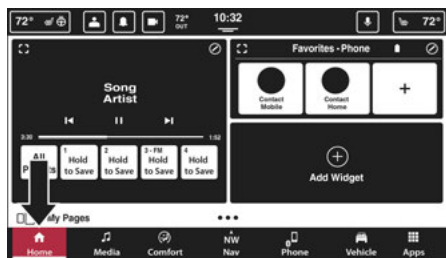 72° 72° OUT 10:32 72°
Favorites - Phone
Song
Artist
Contact Mobile
Contact Home
+
3:30 1:52
All P
1 Hold to Save
2 Hold to Save
3 - FM Hold to Save
4 Hold to Save
Add Widget
My Pages
Home Media Comfort NW Nav Phone Vehicle Apps